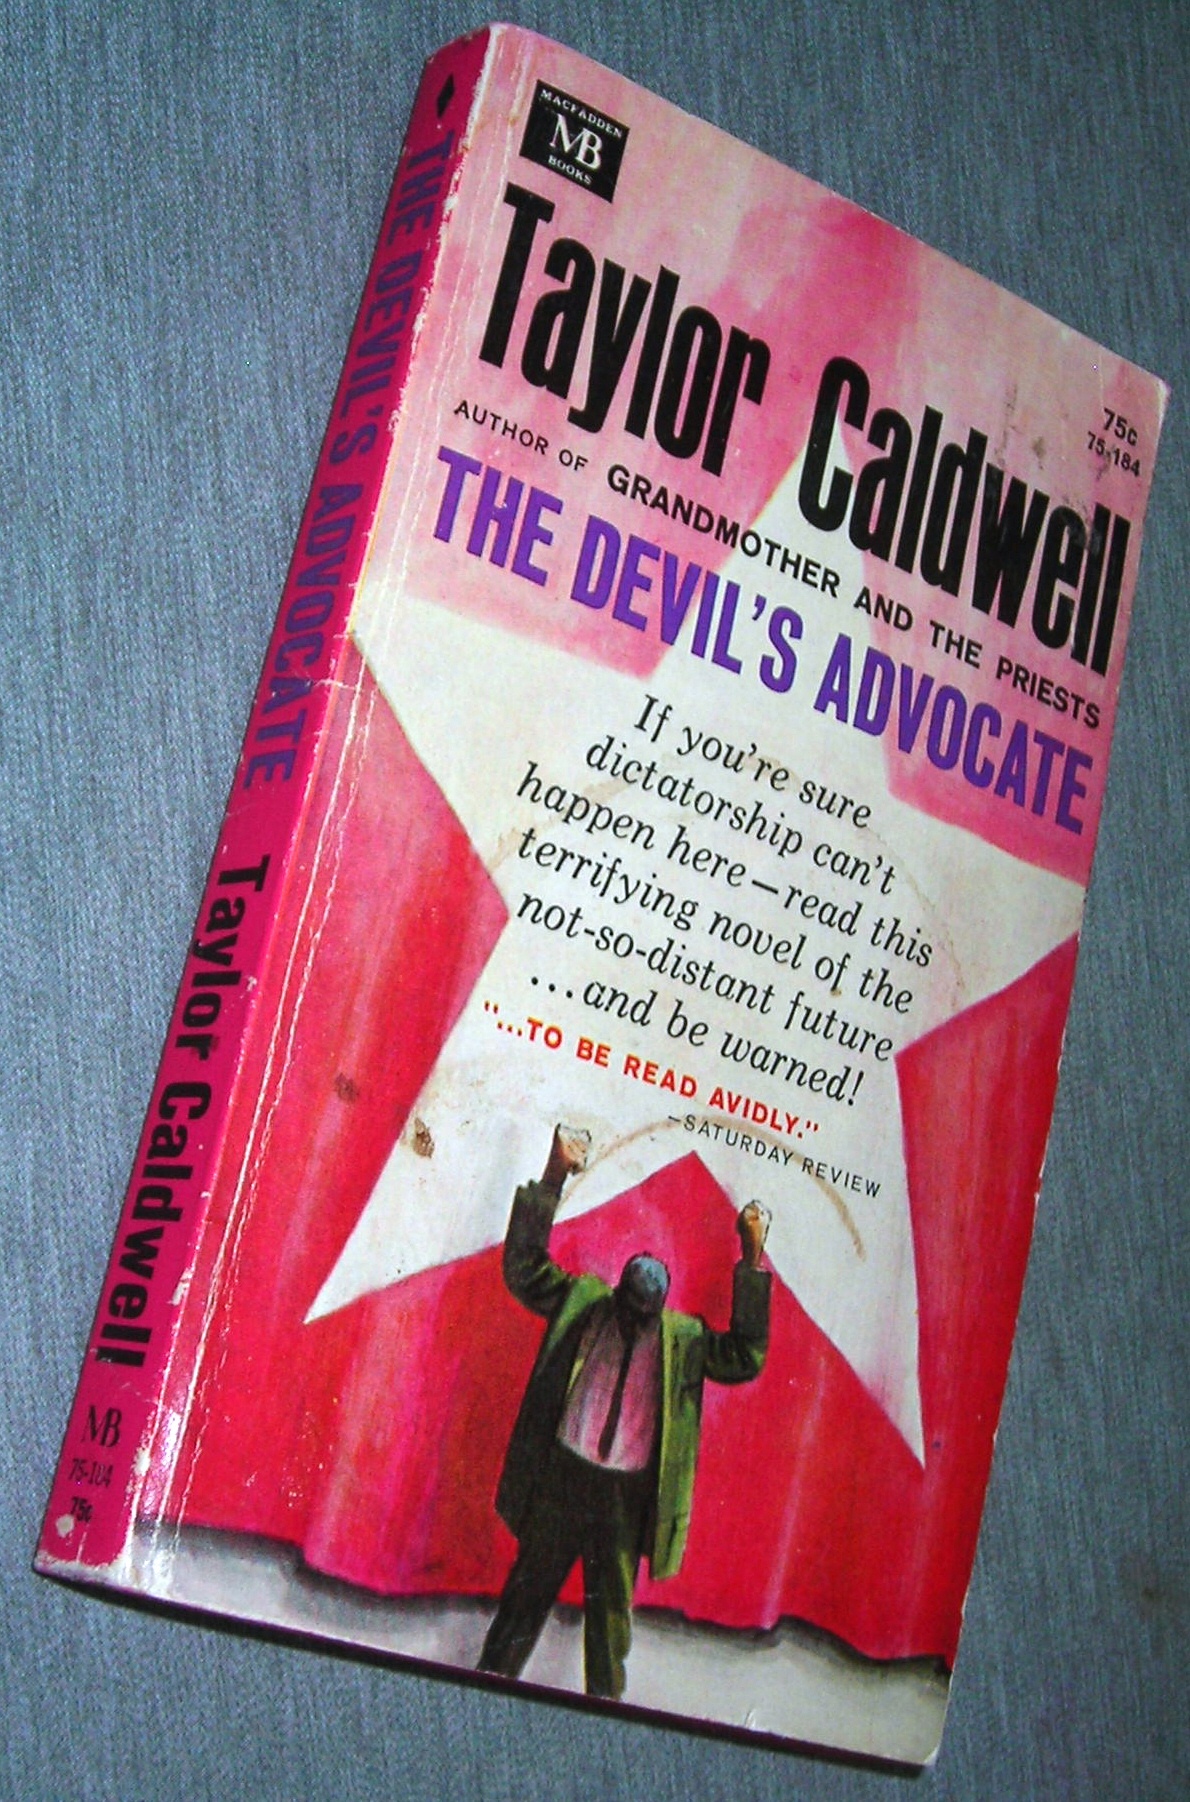 MACFADDEN
MB
BOOKS
Taylor Caldwell
75c
75-184
AUTHOR OF GRANDMOTHER AND THE PRIESTS
THE DEVIL'S ADVOCATE
If you're sure
dictatorship can't
happen here—read this
terrifying novel of the
not-so-distant future
...and be warned!
"...TO BE READ AVIDLY."
—SATURDAY REVIEW
THE DEVIL'S ADVOCATE Taylor Caldwell
MB
75-184
75c